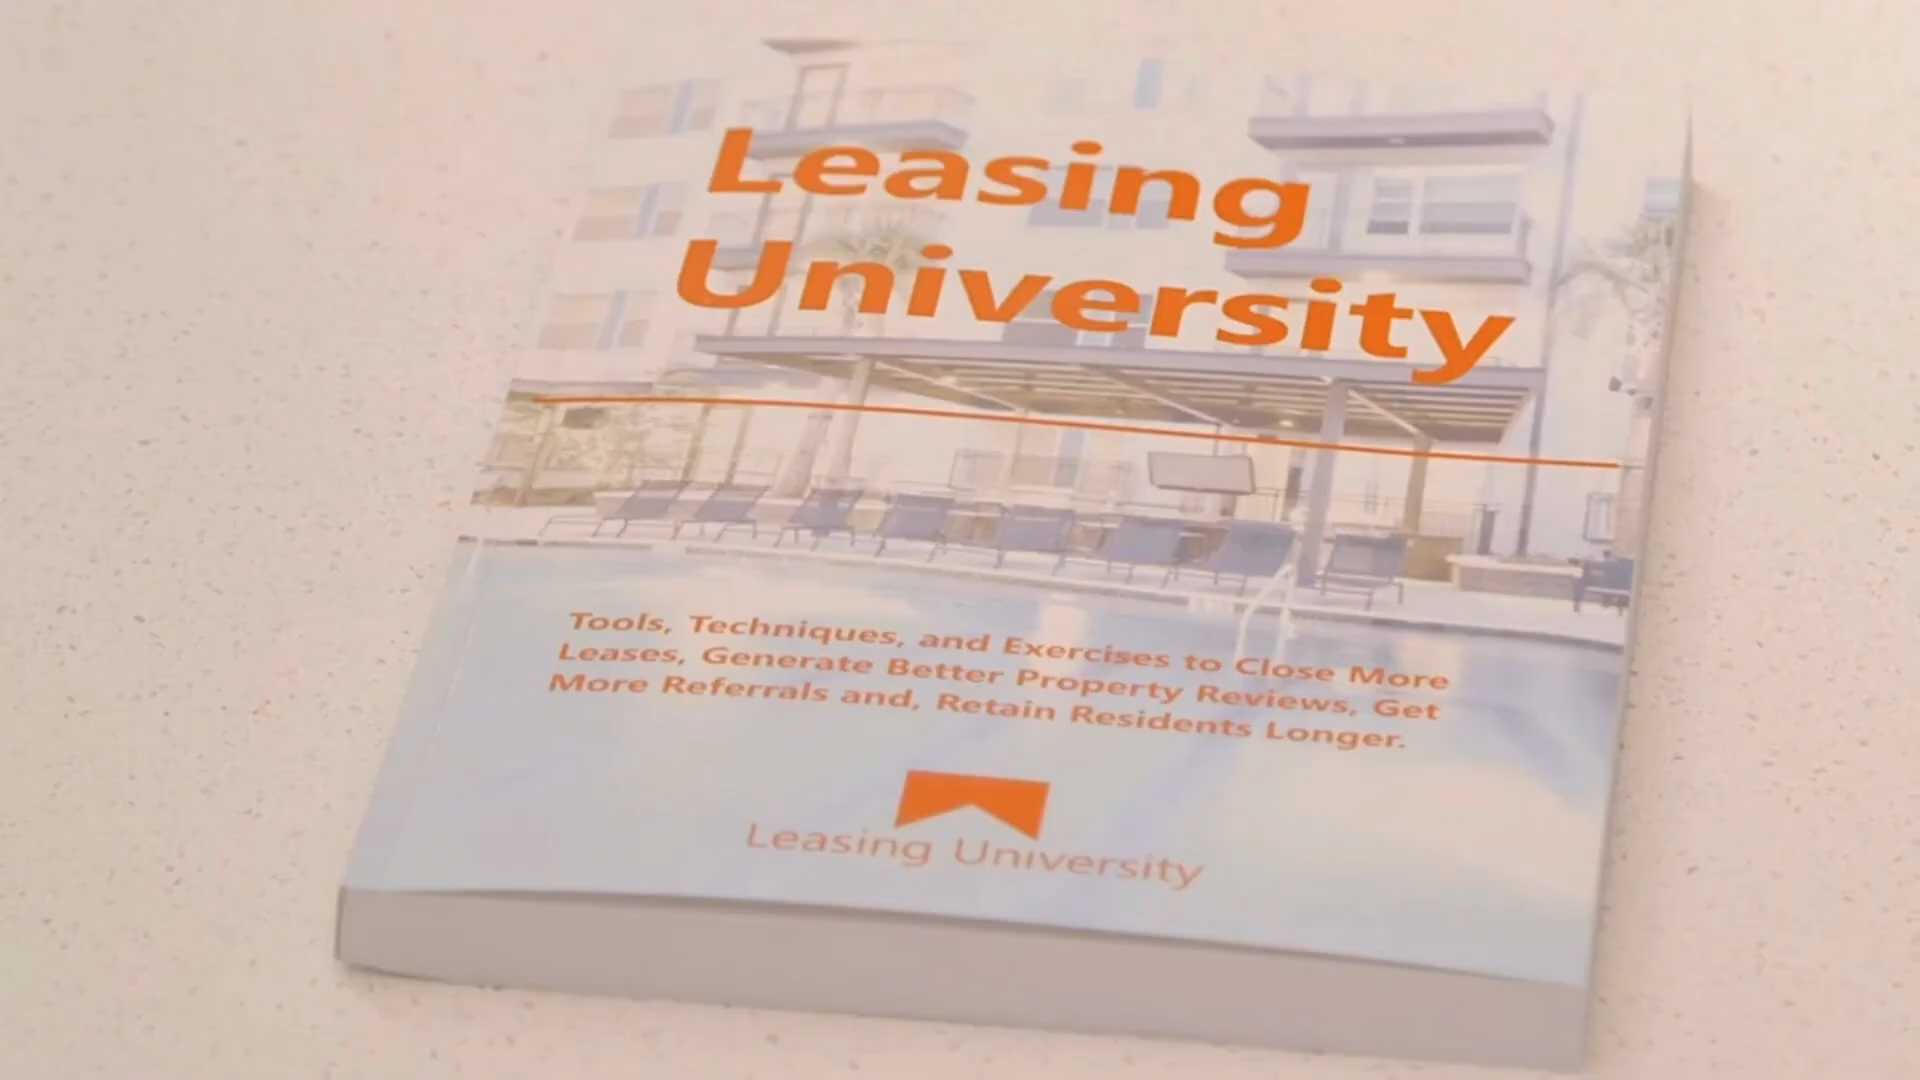 Leasing
University
Tools, Techniques, and Exercises to Close More
Leases, Generate Better Property Reviews, Get
More Referrals and, Retain Residents Longer.
Leasing University